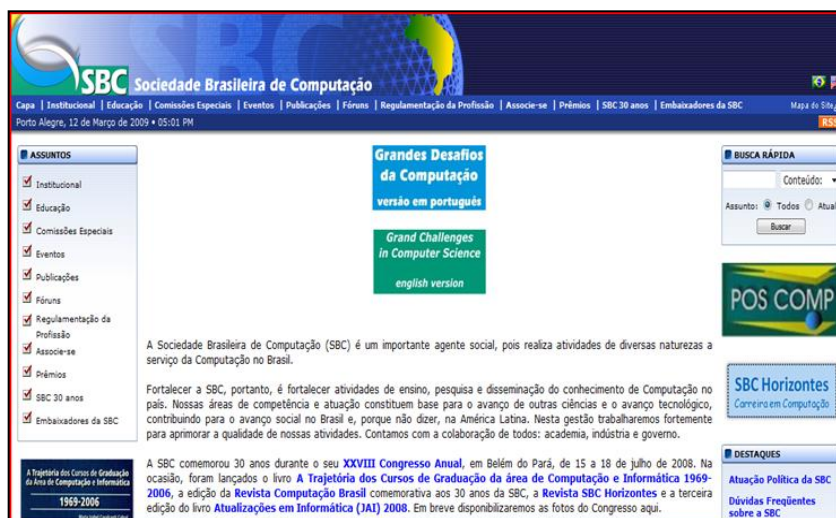 SBC Sociedade Brasileira de Computação
Capa | Institucional | Educação | Comissões Especiais | Eventos | Publicações | Fóruns | Regulamentação da Profissão | Associe-se | Prêmios | SBC 30 anos | Embaixadores da SBC
Mapa do Site
Porto Alegre, 12 de Março de 2009 • 05:01 PM
RSS
ASSUNTOS
Institucional
Educação
Comissões Especiais
Eventos
Publicações
Fóruns
Regulamentação da
Profissão
Associe-se
Prêmios
SBC 30 anos
Embaixadores da SBC
A Trajetória dos Cursos de Graduação
da Área de Computação e Informática
1969-2006
Grandes Desafios
da Computação
versão em português
Grand Challenges
in Computer Science
english version
A Sociedade Brasileira de Computação (SBC) é um importante agente social, pois realiza atividades de diversas naturezas a
serviço da Computação no Brasil.
Fortalecer a SBC, portanto, é fortalecer atividades de ensino, pesquisa e disseminação do conhecimento de Computação no
país. Nossas áreas de competência e atuação constituem base para o avanço de outras ciências e o avanço tecnológico,
contribuindo para o avanço social no Brasil e, porque não dizer, na América Latina. Nesta gestão trabalharemos fortemente
para aprimorar a qualidade de nossas atividades. Contamos com a colaboração de todos: academia, indústria e governo.
A SBC comemorou 30 anos durante o seu XXVIII Congresso Anual, em Belém do Pará, de 15 a 18 de julho de 2008. Na
ocasião, foram lançados o livro A Trajetória dos Cursos de Graduação da área de Computação e Informática 1969-
2006, a edição da Revista Computação Brasil comemorativa aos 30 anos da SBC, a Revista SBC Horizontes e a terceira
edição do livro Atualizações em Informática (JAI) 2008. Em breve disponibilizaremos as fotos do Congresso aqui.
BUSCA RÁPIDA
Conteúdo:
Assunto: Todos Atual
Buscar
POS COMP
SBC Horizontes
Carreira em Computação
DESTAQUES
Atuação Política da SBC
Dúvidas Freqüentes
sobre a SBC